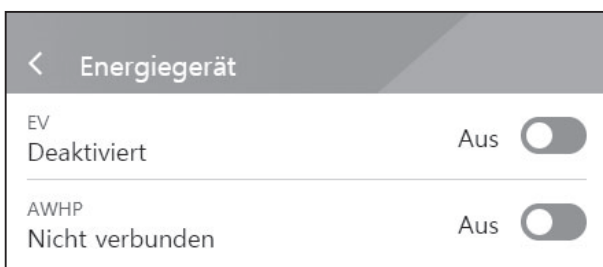 Energiegerät
EV
Deaktiviert
Aus
AWHP
Nicht verbunden
Aus